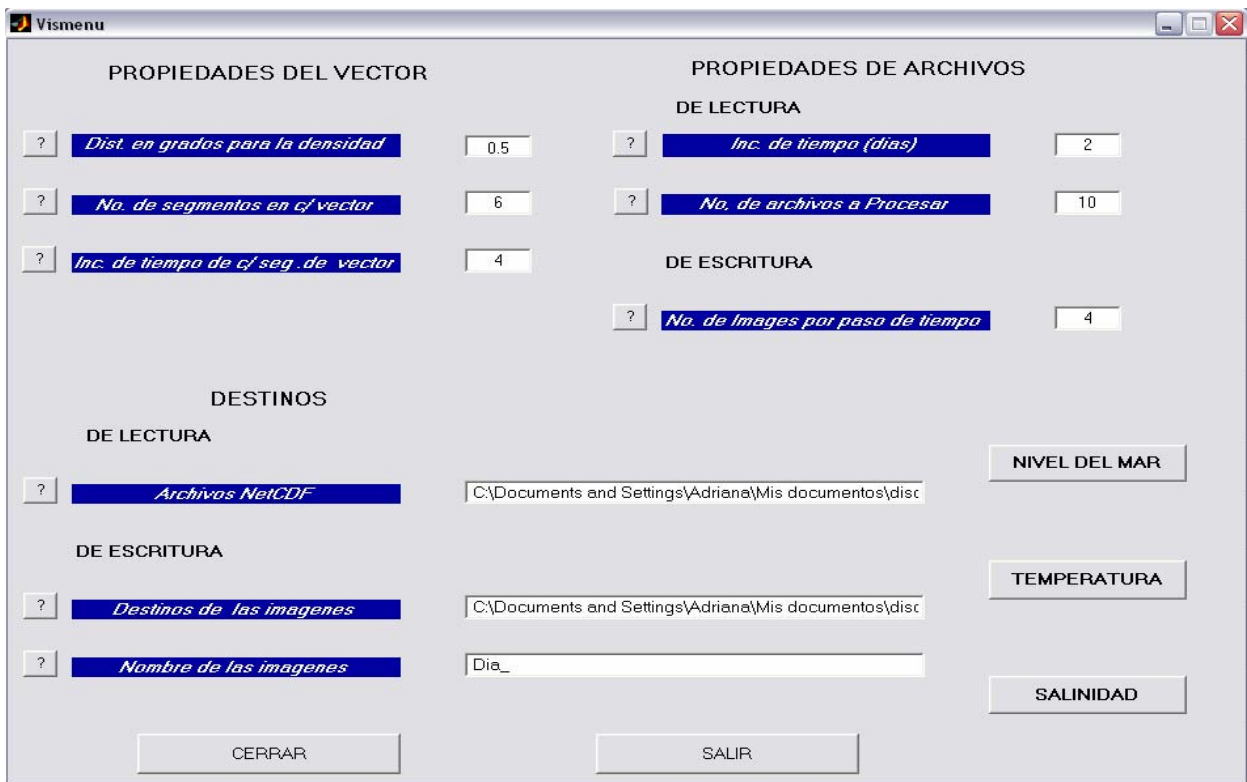 Vismenu
PROPIEDADES DEL VECTOR
? Dist. en grados para la densidad 0.5
? No. de segmentos en c/ vector 6
? Inc. de tiempo de c/ seg .de vector 4
PROPIEDADES DE ARCHIVOS
DE LECTURA
? Inc. de tiempo (dias) 2
? No, de archivos a Procesar 10
DE ESCRITURA
? No. de Images por paso de tiempo 4
DESTINOS
DE LECTURA
? Archivos NetCDF C:\Documents and Settings\Adriana\Mis documentos\disc
DE ESCRITURA
? Destinos de las imagenes C:\Documents and Settings\Adriana\Mis documentos\disc
? Nombre de las imagenes Dia_
NIVEL DEL MAR
TEMPERATURA
SALINIDAD
CERRAR
SALIR